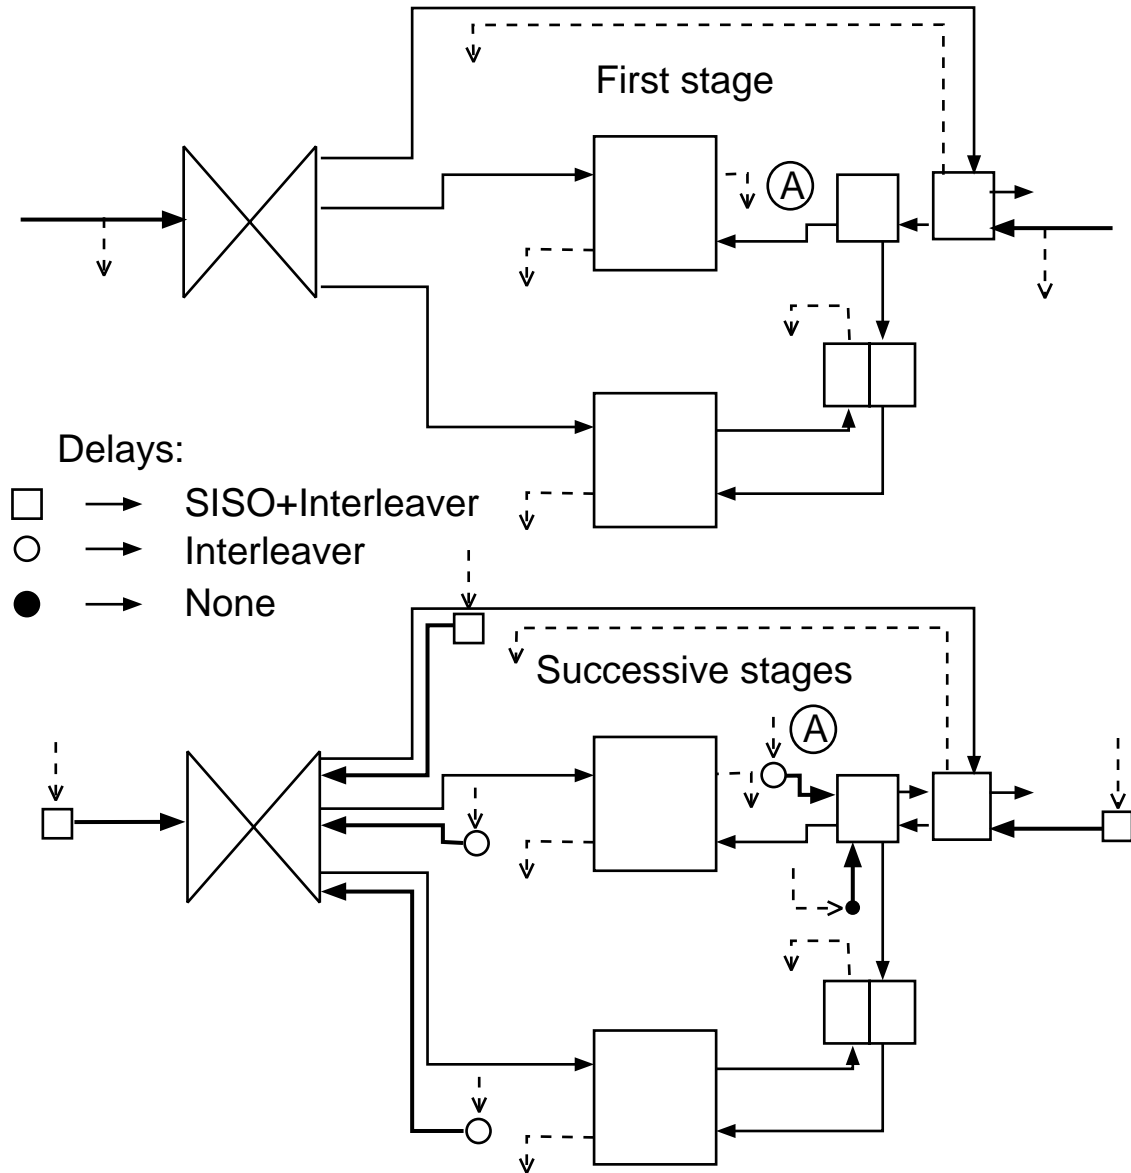 First stage
A
Delays:
SISO+Interleaver
Interleaver
None
Successive stages
A